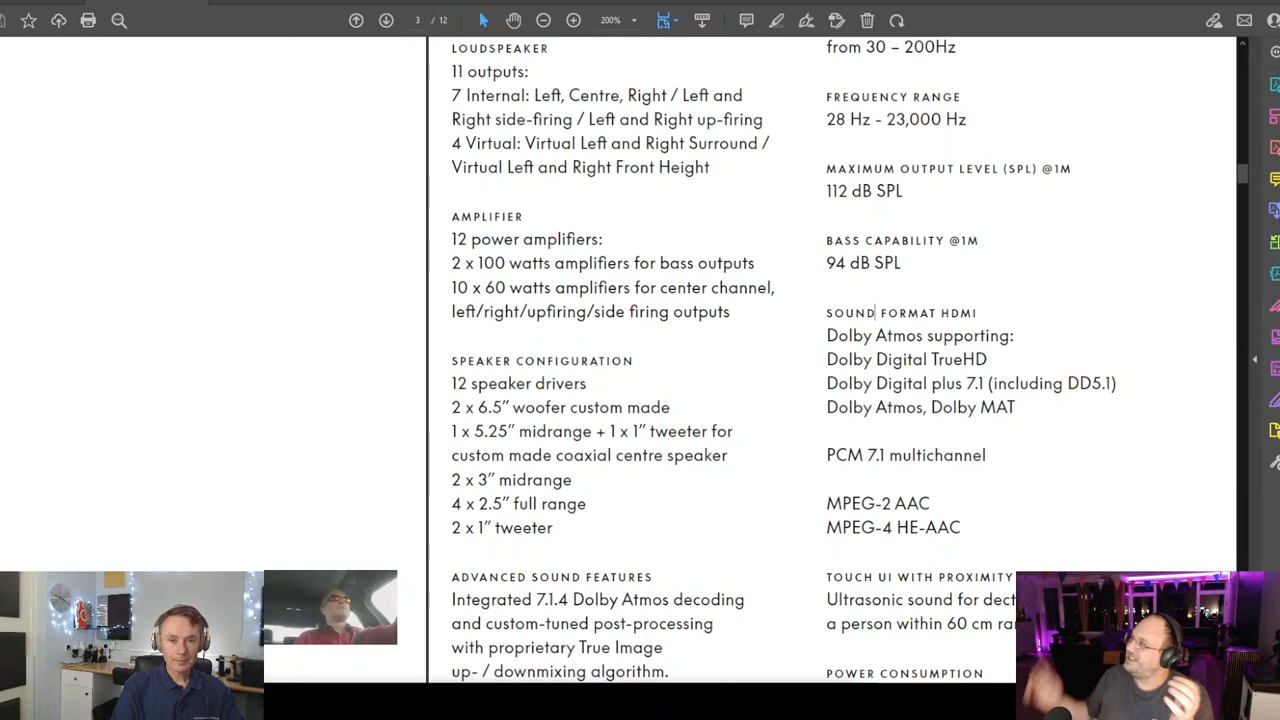 3 / 12
200%
LOUDSPEAKER
11 outputs:
7 Internal: Left, Centre, Right / Left and
Right side-firing / Left and Right up-firing
4 Virtual: Virtual Left and Right Surround /
Virtual Left and Right Front Height
AMPLIFIER
12 power amplifiers:
2 x 100 watts amplifiers for bass outputs
10 x 60 watts amplifiers for center channel,
left/right/upfiring/side firing outputs
SPEAKER CONFIGURATION
12 speaker drivers
2 x 6.5” woofer custom made
1 x 5.25” midrange + 1 x 1” tweeter for
custom made coaxial centre speaker
2 x 3” midrange
4 x 2.5” full range
2 x 1” tweeter
ADVANCED SOUND FEATURES
Integrated 7.1.4 Dolby Atmos decoding
and custom-tuned post-processing
with proprietary True Image
up- / downmixing algorithm.
from 30 – 200Hz
FREQUENCY RANGE
28 Hz - 23,000 Hz
MAXIMUM OUTPUT LEVEL (SPL) @1M
112 dB SPL
BASS CAPABILITY @1M
94 dB SPL
SOUND FORMAT HDMI
Dolby Atmos supporting:
Dolby Digital TrueHD
Dolby Digital plus 7.1 (including DD5.1)
Dolby Atmos, Dolby MAT
PCM 7.1 multichannel
MPEG-2 AAC
MPEG-4 HE-AAC
TOUCH UI WITH PROXIMITY
Ultrasonic sound for dect
a person within 60 cm ra
POWER CONSUMPTION